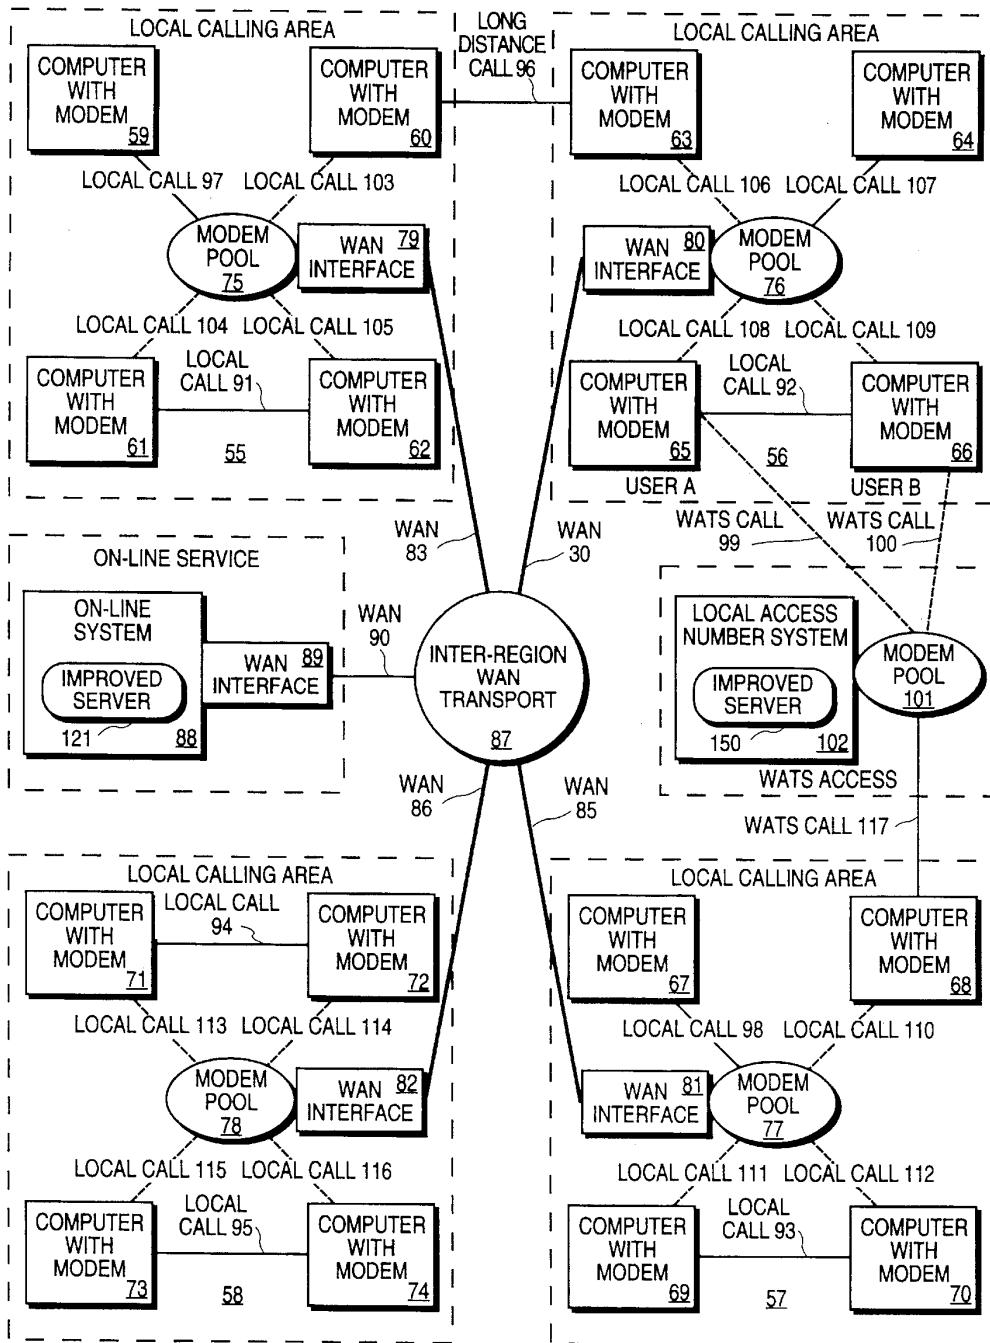 LOCAL CALLING AREA
COMPUTER
WITH
MODEM
59
COMPUTER
WITH
MODEM
60
LONG
DISTANCE
CALL 96
LOCAL CALLING AREA
COMPUTER
WITH
MODEM
63
COMPUTER
WITH
MODEM
64
LOCAL CALL 97
LOCAL CALL 103
MODEM
POOL
75
79
WAN
INTERFACE
LOCAL CALL 104
LOCAL CALL 105
COMPUTER
WITH
MODEM
61
LOCAL
CALL 91
55
COMPUTER
WITH
MODEM
62
LOCAL CALL 106
LOCAL CALL 107
80
WAN
INTERFACE
MODEM
POOL
76
LOCAL CALL 108
LOCAL CALL 109
COMPUTER
WITH
MODEM
65
USER A
LOCAL
CALL 92
56
COMPUTER
WITH
MODEM
66
USER B
WAN
83
WAN
30
WATS CALL
99
WATS CALL
100
ON-LINE SERVICE
ON-LINE
SYSTEM
IMPROVED
SERVER
121
88
89
WAN
INTERFACE
WAN
90
INTER-REGION
WAN
TRANSPORT
87
LOCAL ACCESS
NUMBER SYSTEM
IMPROVED
SERVER
150
102
MODEM
POOL
101
WATS ACCESS
WAN
86
WAN
85
WATS CALL 117
LOCAL CALLING AREA
COMPUTER
WITH
MODEM
71
LOCAL CALL
94
COMPUTER
WITH
MODEM
72
LOCAL CALL 113
LOCAL CALL 114
MODEM
POOL
78
82
WAN
INTERFACE
LOCAL CALL 115
LOCAL CALL 116
COMPUTER
WITH
MODEM
73
LOCAL
CALL 95
58
COMPUTER
WITH
MODEM
74
LOCAL CALLING AREA
COMPUTER
WITH
MODEM
67
COMPUTER
WITH
MODEM
68
LOCAL CALL 98
LOCAL CALL 110
81
WAN
INTERFACE
MODEM
POOL
77
LOCAL CALL 111
LOCAL CALL 112
COMPUTER
WITH
MODEM
69
LOCAL
CALL 93
57
COMPUTER
WITH
MODEM
70